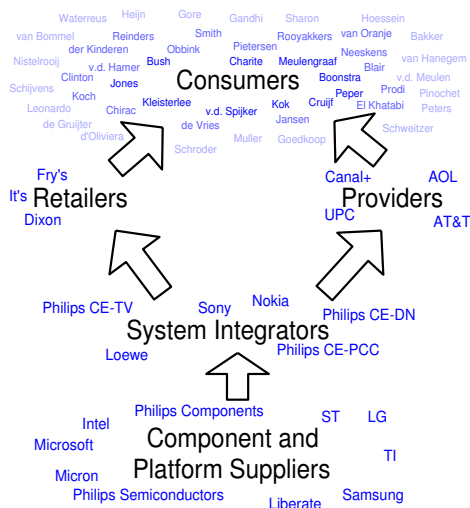 Waterreus Heijn Gore Gandhi Sharon Hoessein
van Bommel Reinders Smith Rooyakkers van Oranje Bakker
der Kinderen Obbink Pietersen Neeskens van Hanegem
Nistelrooij v.d. Hamer Bush Charite Meulengraaf Blair
Clinton Jones Consumers Boonstra v.d. Meulen
Schijvens Koch Kleisterlee Peper Prodi Pinochet
Leonardo Chirac v.d. Spijker Kok Cruijf El Khatabi Peters
de Gruijter de Vries Jansen Schweitzer
d'Oliviera Muller Goedkoop
Schroder
Fry's Canal+ AOL
It's Retailers Providers
Dixon UPC AT&T
Philips CE-TV Sony Nokia Philips CE-DN
System Integrators
Loewe Philips CE-PCC
Philips Components ST LG
Intel
Microsoft Component and TI
Micron Platform Suppliers
Philips Semiconductors Liberate Samsung